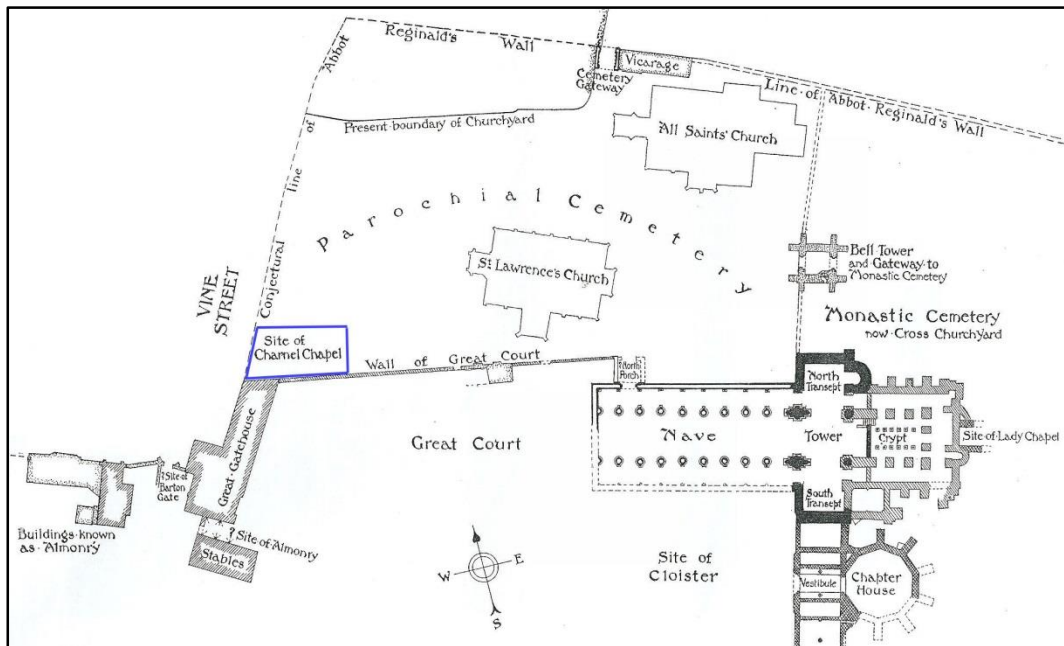 Abbot Reginald's Wall
Vicarage
Cemetery
Gateway
Line of Abbot Reginald's Wall
Present boundary of Churchyard
All Saints' Church
Conjectural line of
Parochial Cemetery
St Lawrence's Church
Bell Tower
and Gateway to
Monastic Cemetery
VINE
STREET
Monastic Cemetery
now Cross Churchyard
Site of
Charnel Chapel
Wall of Great Court
? North
Porch
North
Transept
Great Court
Nave
Tower
Crypt
Site of Lady Chapel
Great Gatehouse
? Site of
Barton
Gate
South
Transept
Buildings known
as Almonry
? Site of Almonry
Stables
W E
S
Site of
Cloister
Vestibule
Chapter
House